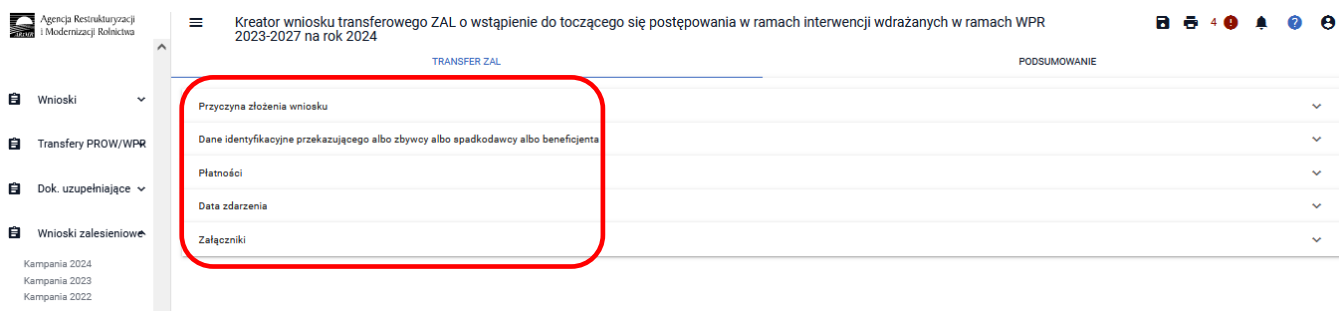 Agencja Restrukturyzacji
i Modernizacji Rolnictwa
Kreator wniosku transferowego ZAL o wstąpienie do toczącego się postępowania w ramach interwencji wdrażanych w ramach WPR
2023-2027 na rok 2024
4
TRANSFER ZAL
PODSUMOWANIE
Wnioski
Transfery PROW/WPR
Dok. uzupełniające
Wnioski zalesieniowe
Kampania 2024
Kampania 2023
Kampania 2022
Przyczyna złożenia wniosku
Dane identyfikacyjne przekazującego albo zbywcy albo spadkodawcy albo beneficjenta
Płatności
Data zdarzenia
Załączniki